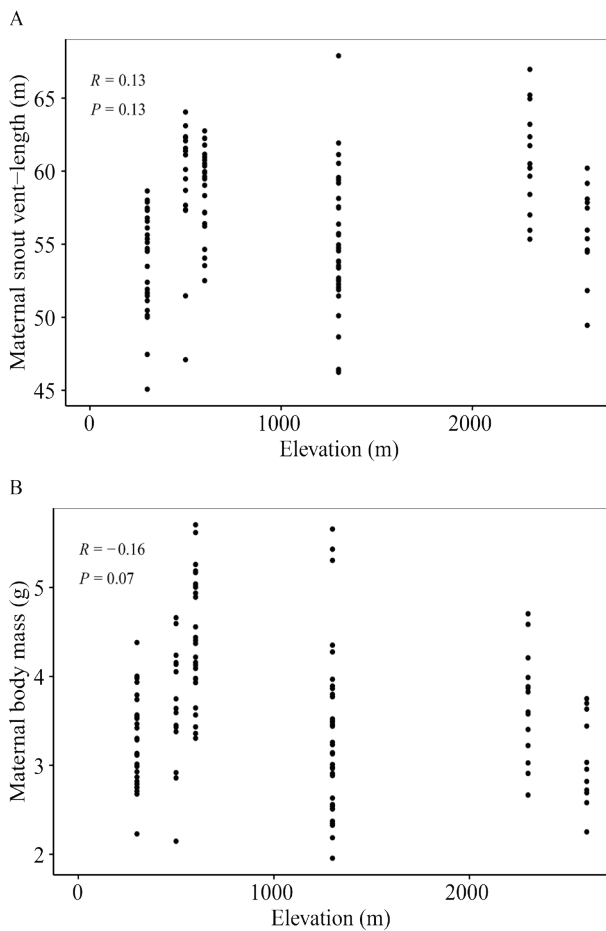 A
R = 0.13
P = 0.13
Maternal snout vent−length (m)
65
60
55
50
45
0 1000 2000
Elevation (m)
B
R = −0.16
P = 0.07
Maternal body mass (g)
5
4
3
2
0 1000 2000
Elevation (m)